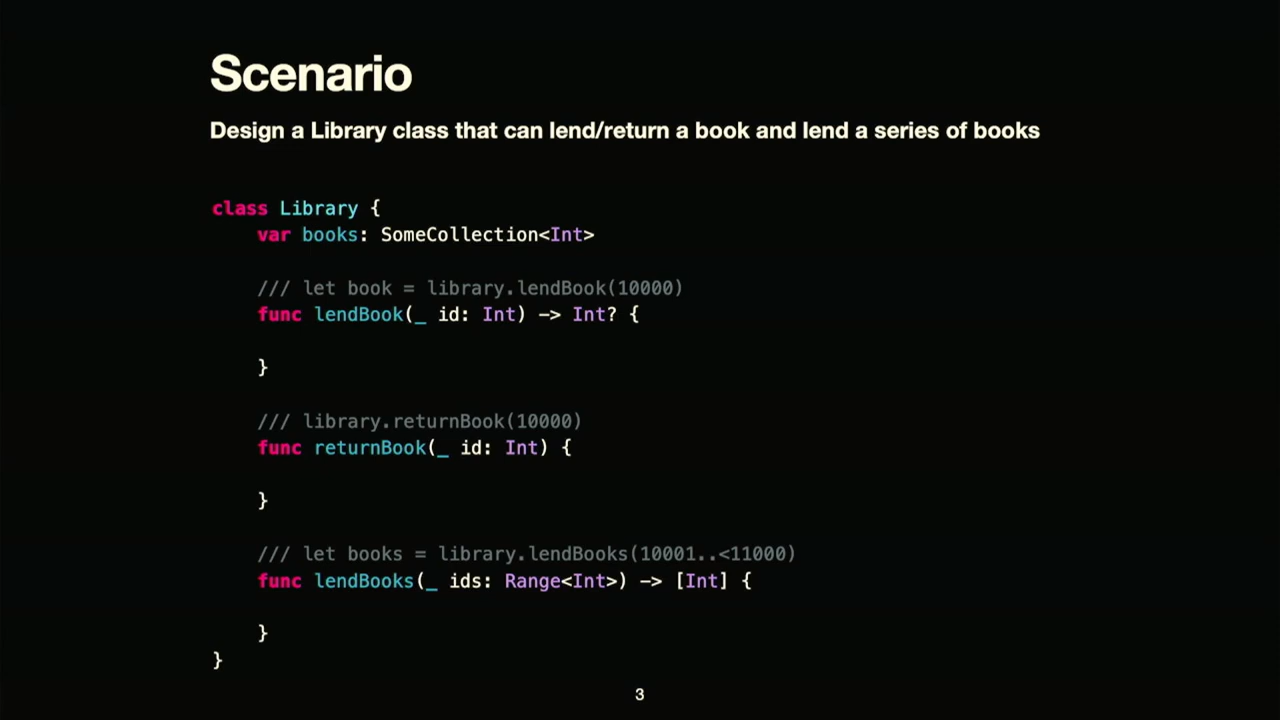 Scenario
Design a Library class that can lend/return a book and lend a series of books
class Library {
    var books: SomeCollection<Int>
    /// let book = library.lendBook(10000)
    func lendBook(_ id: Int) -> Int? {
    }
    /// library.returnBook(10000)
    func returnBook(_ id: Int) {
    }
    /// let books = library.lendBooks(10001..<11000)
    func lendBooks(_ ids: Range<Int>) -> [Int] {
    }
}
3